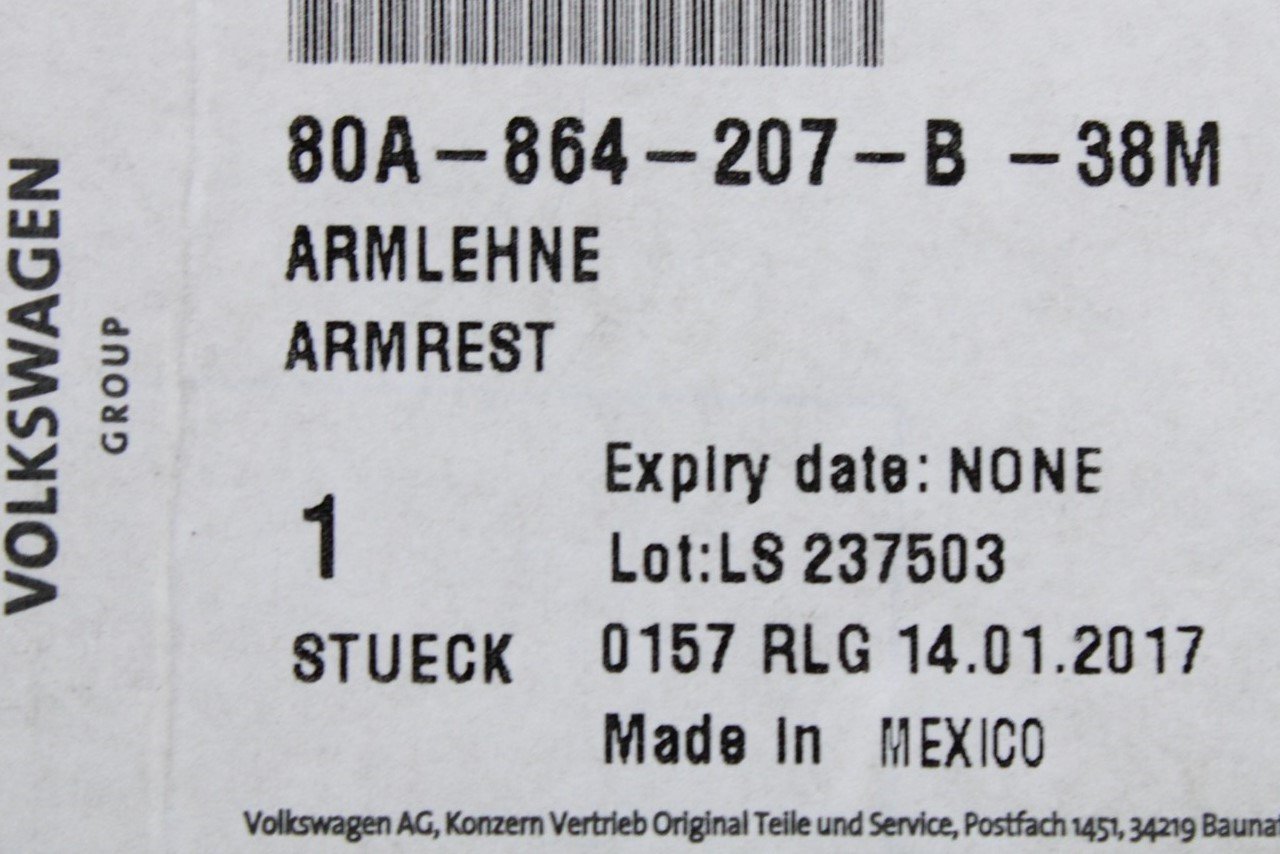 80A-864-207-B -38M
ARMLEHNE
ARMREST
1
STUECK
Expiry date: NONE
Lot:LS 237503
0157 RLG 14.01.2017
Made in MEXICO
VOLKSWAGEN
GROUP
Volkswagen AG, Konzern Vertrieb Original Teile und Service, Postfach 1451, 34219 Baunat